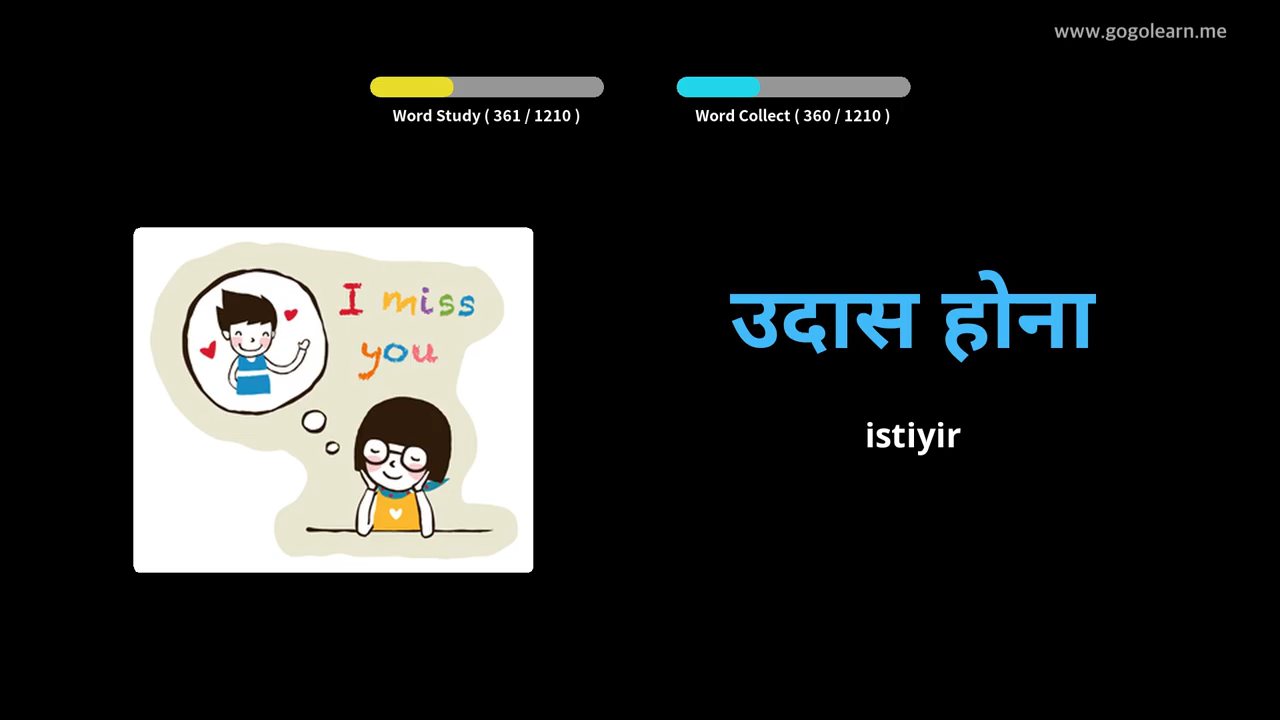 www.gogolearn.me
Word Study ( 361 / 1210 )
Word Collect ( 360 / 1210 )
I miss
you
उदास होना
istiyir